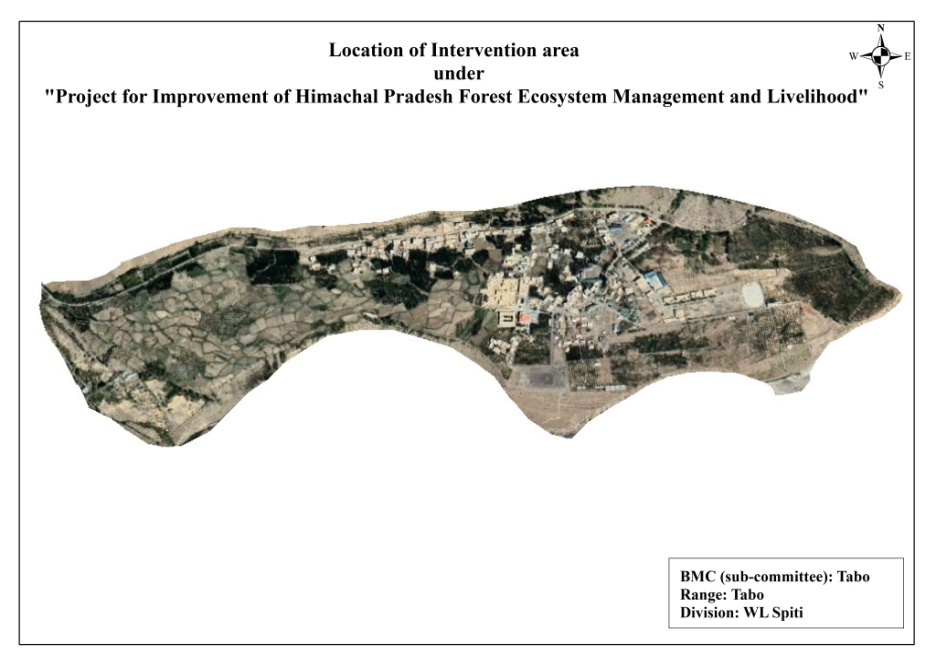 Location of Intervention area
under
"Project for Improvement of Himachal Pradesh Forest Ecosystem Management and Livelihood"
N
W E
S
BMC (sub-committee): Tabo
Range: Tabo
Division: WL Spiti